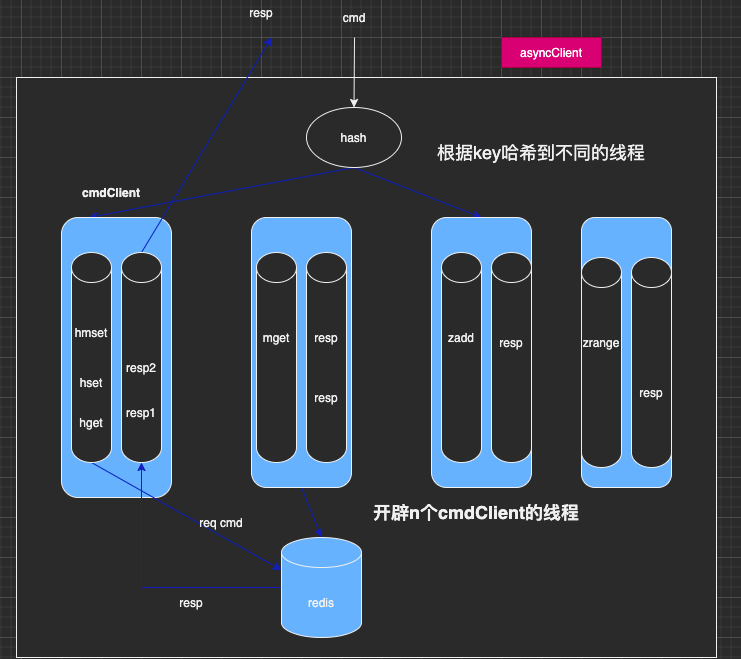 resp
cmd
asyncClient
hash
根据key哈希到不同的线程
cmdClient
hmset
hset
hget
resp2
resp1
mget
resp
resp
zadd
resp
zrange
resp
开辟n个cmdClient的线程
req cmd
resp
redis